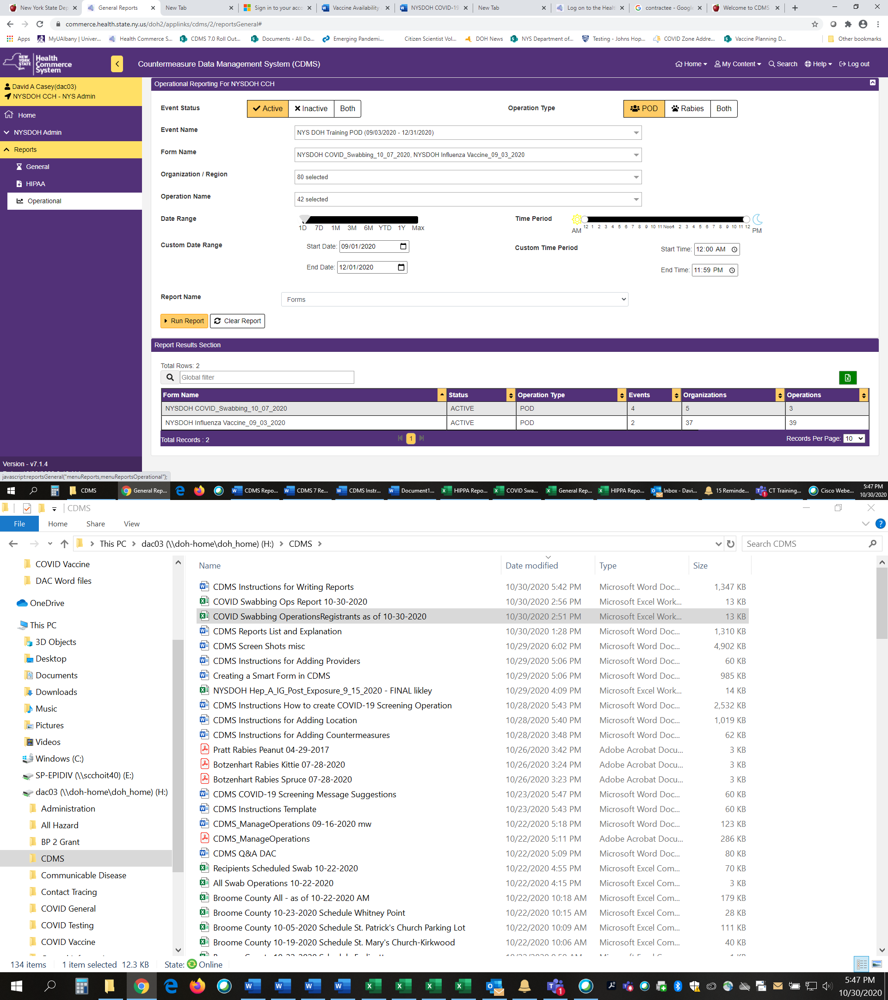 New York State Dep
General Reports
New Tab
Sign in to your acco
Vaccine Availability
NYSDOH COVID-19
New Tab
Log on to the Healt
contractee - Google
Welcome to CDMS
commerce.health.state.ny.us/doh2/applinks/cdms/2/reportsGeneral#
Apps
MyUAlbany | Univer...
Health Commerce S...
CDMS 7.0 Roll Out...
Documents - All Do...
Emerging Pandemi...
Citizen Scientist Vol...
DOH News
NYS Department of...
Testing - Johns Hop...
COVID Zone Addre...
Vaccine Planning D...
Other bookmarks
NEW YORK STATE
Health Commerce System
Countermeasure Data Management System (CDMS)
Home
My Content
Search
Help
Log out
David A Casey(dac03)
NYSDOH CCH - NYS Admin
Home
NYSDOH Admin
Reports
General
HIPAA
Operational
Operational Reporting For NYSDOH CCH
Event Status Active Inactive Both Operation Type POD Rabies Both
Event Name NYS DOH Training POD (09/03/2020 - 12/31/2020)
Form Name NYSDOH COVID_Swabbing_10_07_2020, NYSDOH Influenza Vaccine_09_03_2020
Organization / Region 80 selected
Operation Name 42 selected
Date Range 1D 7D 1M 3M 6M YTD 1Y Max
Time Period AM 12 1 2 3 4 5 6 7 8 9 10 11 Noon 1 2 3 4 5 6 7 8 9 10 11 12 PM
Custom Date Range Start Date: 09/01/2020
End Date: 12/01/2020
Custom Time Period Start Time: 12:00 AM
End Time: 11:59 PM
Report Name Forms
Run Report Clear Report
Report Results Section
Total Rows: 2
Global filter
Form Name Status Operation Type Events Organizations Operations
NYSDOH COVID_Swabbing_10_07_2020 ACTIVE POD 4 5 3
NYSDOH Influenza Vaccine_09_03_2020 ACTIVE POD 2 37 39
Total Records : 2 1 Records Per Page: 10
Version - v7.1.4
javascript:reportsGeneral("menuReports,menuReportsOperational");
CDMS
General Rep...
CDMS Repo...
CDMS 7 Re...
CDMS Instr...
Document1...
HIPPA Repo...
COVID Swa...
General Rep...
HIPPA Repo...
Inbox - Davi...
15 Reminde...
CT Training...
Cisco Webe...
5:47 PM
10/30/2020
CDMS
File Home Share View
This PC > dac03 (\\doh-home\doh_home) (H:) > CDMS >
Search CDMS
COVID Vaccine
DAC Word files
OneDrive
This PC
3D Objects
Desktop
Documents
Downloads
Music
Pictures
Videos
Windows (C:)
SP-EPIDIV (\\scchoit40) (E:)
dac03 (\\doh-home\doh_home) (H:)
Administration
All Hazard
BP 2 Grant
CDMS
Communicable Disease
Contact Tracing
COVID General
COVID Testing
COVID Vaccine
Name Date modified Type Size
CDMS Instructions for Writing Reports 10/30/2020 5:42 PM Microsoft Word Doc... 1,347 KB
COVID Swabbing Ops Report 10-30-2020 10/30/2020 2:56 PM Microsoft Excel Work... 13 KB
COVID Swabbing OperationsRegistrants as of 10-30-2020 10/30/2020 2:51 PM Microsoft Excel Work... 13 KB
CDMS Reports List and Explanation 10/30/2020 1:28 PM Microsoft Word Doc... 1,310 KB
CDMS Screen Shots misc 10/29/2020 6:02 PM Microsoft Word Doc... 4,902 KB
CDMS Instructions for Adding Providers 10/29/2020 5:06 PM Microsoft Word Doc... 60 KB
Creating a Smart Form in CDMS 10/29/2020 5:06 PM Microsoft Word Doc... 985 KB
NYSDOH Hep_A_IG_Post_Exposure_9_15_2020 - FINAL likley 10/29/2020 4:09 PM Microsoft Excel Work... 14 KB
CDMS Instructions How to create COVID-19 Screening Operation 10/28/2020 5:43 PM Microsoft Word Doc... 2,532 KB
CDMS Instructions for Adding Location 10/28/2020 5:40 PM Microsoft Word Doc... 1,019 KB
CDMS Instructions for Adding Countermeasures 10/28/2020 3:48 PM Microsoft Word Doc... 62 KB
Pratt Rabies Peanut 04-29-2017 10/26/2020 3:42 PM Adobe Acrobat Docu... 3 KB
Botzenhart Rabies Kittie 07-28-2020 10/26/2020 3:24 PM Adobe Acrobat Docu... 3 KB
Botzenhart Rabies Spruce 07-28-2020 10/26/2020 3:23 PM Adobe Acrobat Docu... 3 KB
CDMS COVID-19 Screening Message Suggestions 10/23/2020 5:47 PM Microsoft Word Doc... 60 KB
CDMS Instructions Template 10/23/2020 5:43 PM Microsoft Word Doc... 60 KB
CDMS_ManageOperations 09-16-2020 mw 10/22/2020 5:18 PM Microsoft Word Doc... 123 KB
CDMS_ManageOperations 10/22/2020 5:11 PM Adobe Acrobat Docu... 286 KB
CDMS Q&A DAC 10/22/2020 5:09 PM Microsoft Word Doc... 80 KB
Recipients Scheduled Swab 10-22-2020 10/22/2020 4:55 PM Microsoft Excel Com... 70 KB
All Swab Operations 10-22-2020 10/22/2020 4:15 PM Microsoft Excel Com... 3 KB
Broome County All - as of 10-22-2020 AM 10/22/2020 10:18 AM Microsoft Excel Com... 179 KB
Broome County 10-23-2020 Schedule Whitney Point 10/22/2020 10:15 AM Microsoft Excel Com... 28 KB
Broome County 10-05-2020 Schedule St. Patrick's Church Parking Lot 10/22/2020 10:09 AM Microsoft Excel Com... 111 KB
Broome County 10-19-2020 Schedule St. Mary's Church-Kirkwood 10/22/2020 10:06 AM Microsoft Excel Com... 40 KB
134 items 1 item selected 12.3 KB State: Online
5:47 PM
10/30/2020